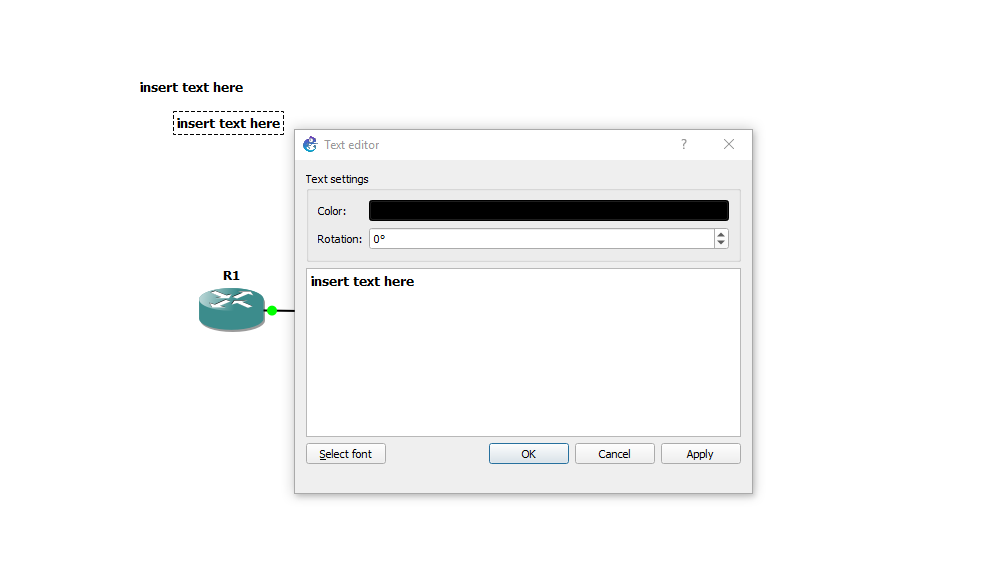 insert text here
insert text here
Text editor
?
Text settings
Color:
Rotation: 0°
R1
insert text here
Select font
OK
Cancel
Apply